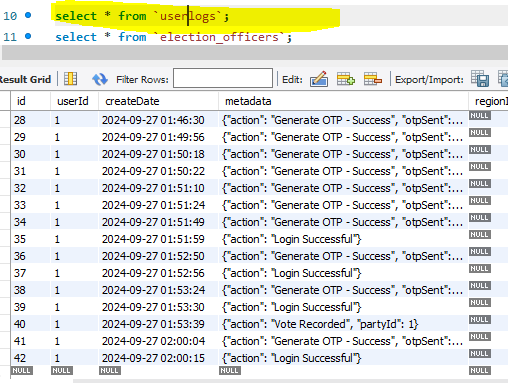 10 select * from `userlogs`;
11 select * from `election_officers`;
Result Grid Filter Rows: Edit: Export/Import:
id userId createDate metadata regionI
28 1 2024-09-27 01:46:30 {"action": "Generate OTP - Success", "otpSent":... NULL
29 1 2024-09-27 01:49:56 {"action": "Generate OTP - Success", "otpSent":... NULL
30 1 2024-09-27 01:50:18 {"action": "Generate OTP - Success", "otpSent":... NULL
31 1 2024-09-27 01:50:22 {"action": "Generate OTP - Success", "otpSent":... NULL
32 1 2024-09-27 01:51:10 {"action": "Generate OTP - Success", "otpSent":... NULL
33 1 2024-09-27 01:51:24 {"action": "Generate OTP - Success", "otpSent":... NULL
34 1 2024-09-27 01:51:49 {"action": "Generate OTP - Success", "otpSent":... NULL
35 1 2024-09-27 01:51:59 {"action": "Login Successful"} NULL
36 1 2024-09-27 01:52:50 {"action": "Generate OTP - Success", "otpSent":... NULL
37 1 2024-09-27 01:52:56 {"action": "Login Successful"} NULL
38 1 2024-09-27 01:53:24 {"action": "Generate OTP - Success", "otpSent":... NULL
39 1 2024-09-27 01:53:30 {"action": "Login Successful"} NULL
40 1 2024-09-27 01:53:39 {"action": "Vote Recorded", "partyId": 1} NULL
41 1 2024-09-27 02:00:04 {"action": "Generate OTP - Success", "otpSent":... NULL
42 1 2024-09-27 02:00:15 {"action": "Login Successful"} NULL
NULL NULL NULL NULL NULL